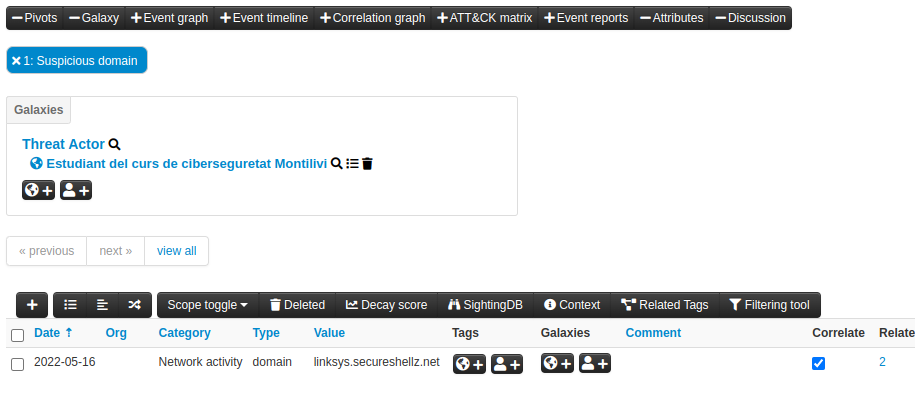 Pivots Galaxy Event graph Event timeline Correlation graph ATT&CK matrix Event reports Attributes Discussion
1: Suspicious domain
Galaxies
Threat Actor
Estudiant del curs de ciberseguretat Montilivi
« previous next » view all
Scope toggle Deleted Decay score SightingDB Context Related Tags Filtering tool
Date Org Category Type Value Tags Galaxies Comment Correlate Relate
2022-05-16 Network activity domain linksys.secureshellz.net 2